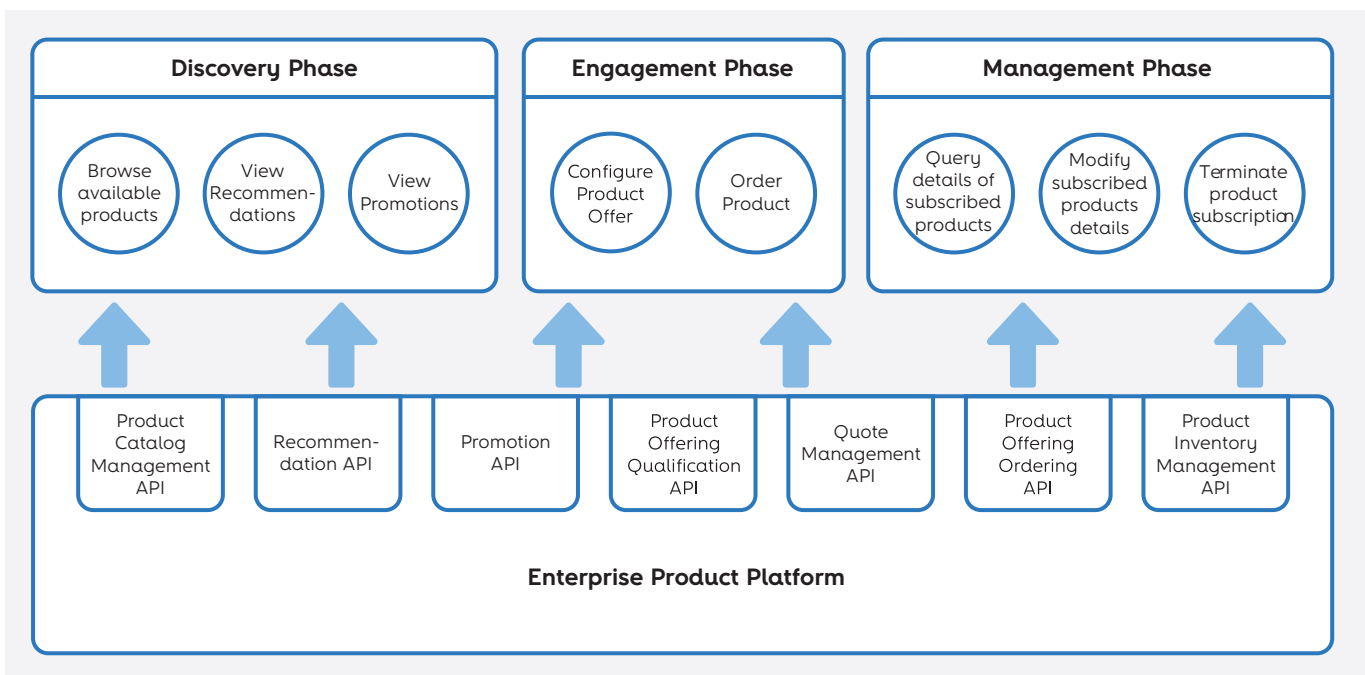 Discovery Phase
Browse
available
products
View
Recommen-
dations
View
Promotions
Engagement Phase
Configure
Product
Offer
Order
Product
Management Phase
Query
details of
subscribed
products
Modify
subscribed
products
details
Terminate
product
subscription
Product
Catalog
Management
API
Recommen-
dation API
Promotion
API
Product
Offering
Qualification
API
Quote
Management
API
Product
Offering
Ordering
API
Product
Inventory
Management
API
Enterprise Product Platform